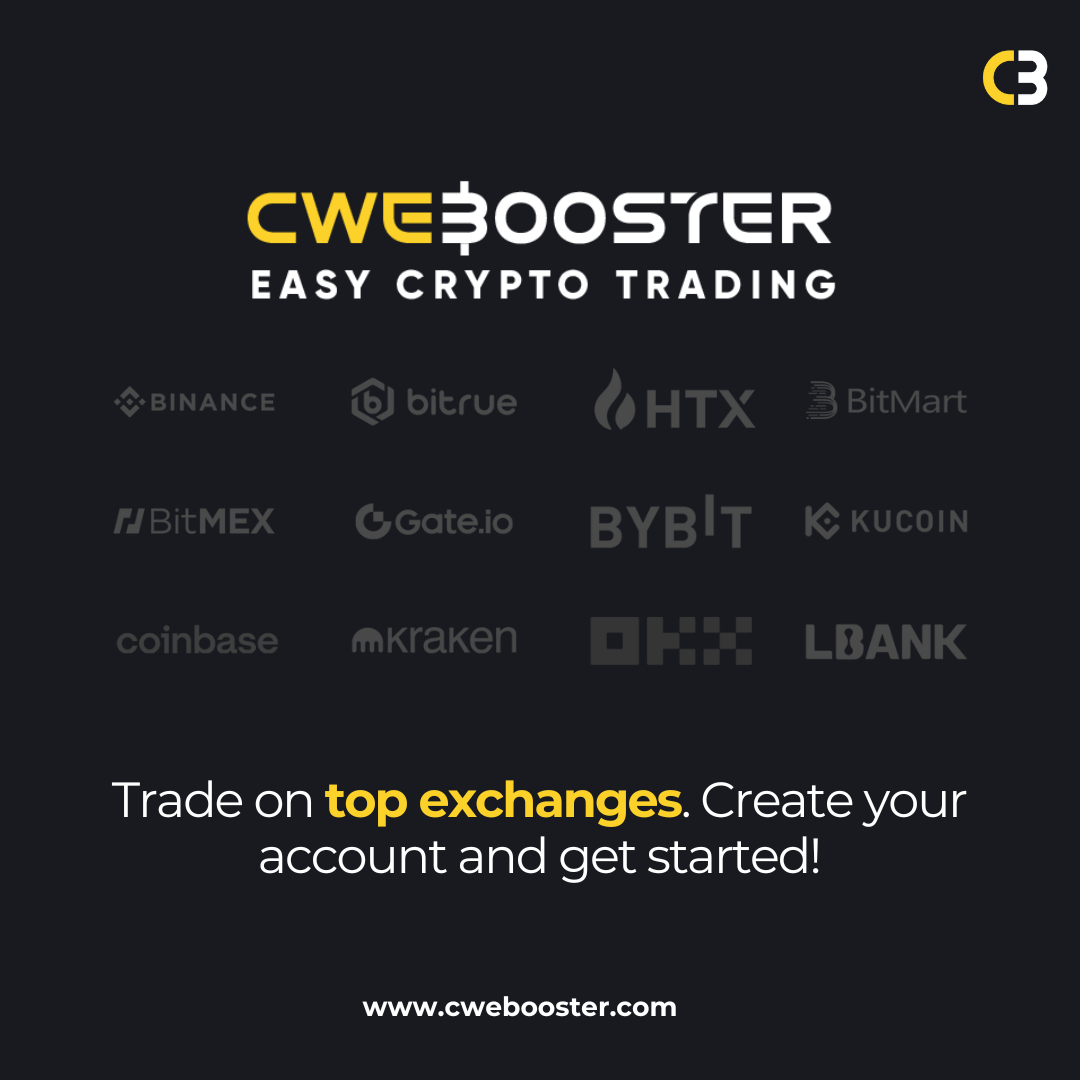 CB
CWEBOOSTER
EASY CRYPTO TRADING
BINANCE
bitrue
HTX
BitMart
BitMEX
Gate.io
BYBIT
KUCOIN
coinbase
kraken
OKX
LBANK
Trade on top exchanges. Create your
account and get started!
www.cwebooster.com